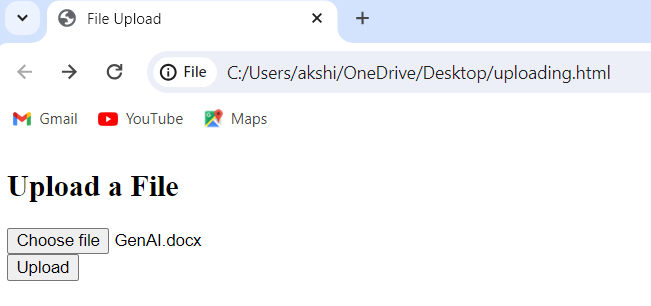 File Upload
File C:/Users/akshi/OneDrive/Desktop/uploading.html
Gmail YouTube Maps
Upload a File
Choose file GenAI.docx
Upload